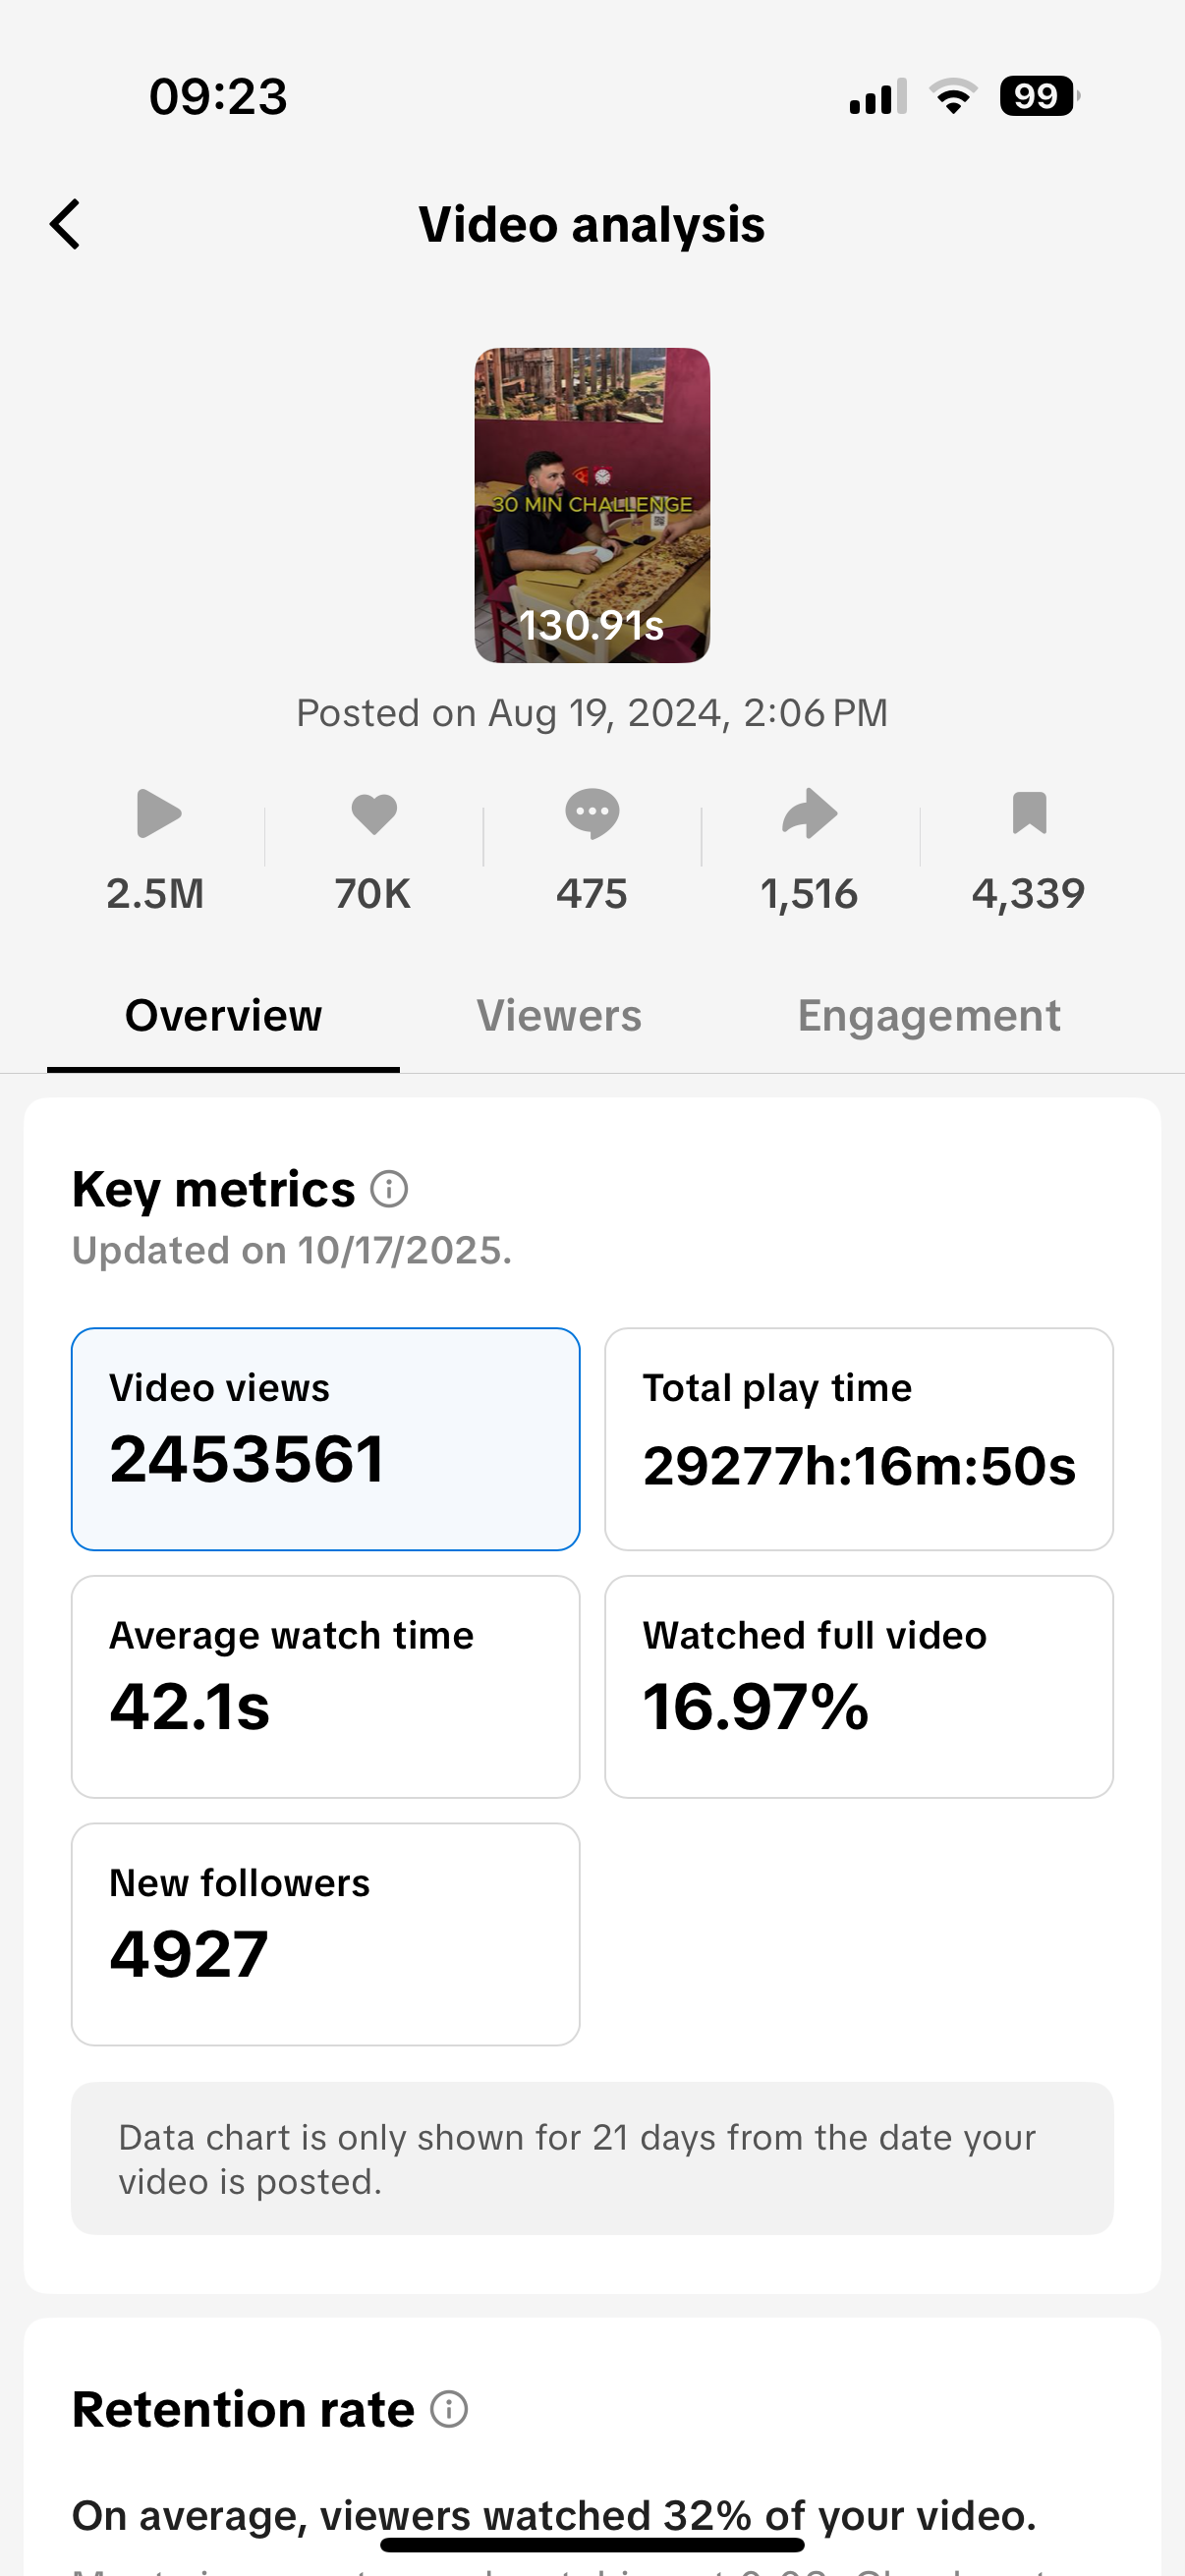 09:23
99
Video analysis
30 MIN CHALLENGE
130.91s
Posted on Aug 19, 2024, 2:06 PM
2.5M 70K 475 1,516 4,339
Overview Viewers Engagement
Key metrics
Updated on 10/17/2025.
Video views
2453561
Total play time
29277h:16m:50s
Average watch time
42.1s
Watched full video
16.97%
New followers
4927
Data chart is only shown for 21 days from the date your
video is posted.
Retention rate
On average, viewers watched 32% of your video.